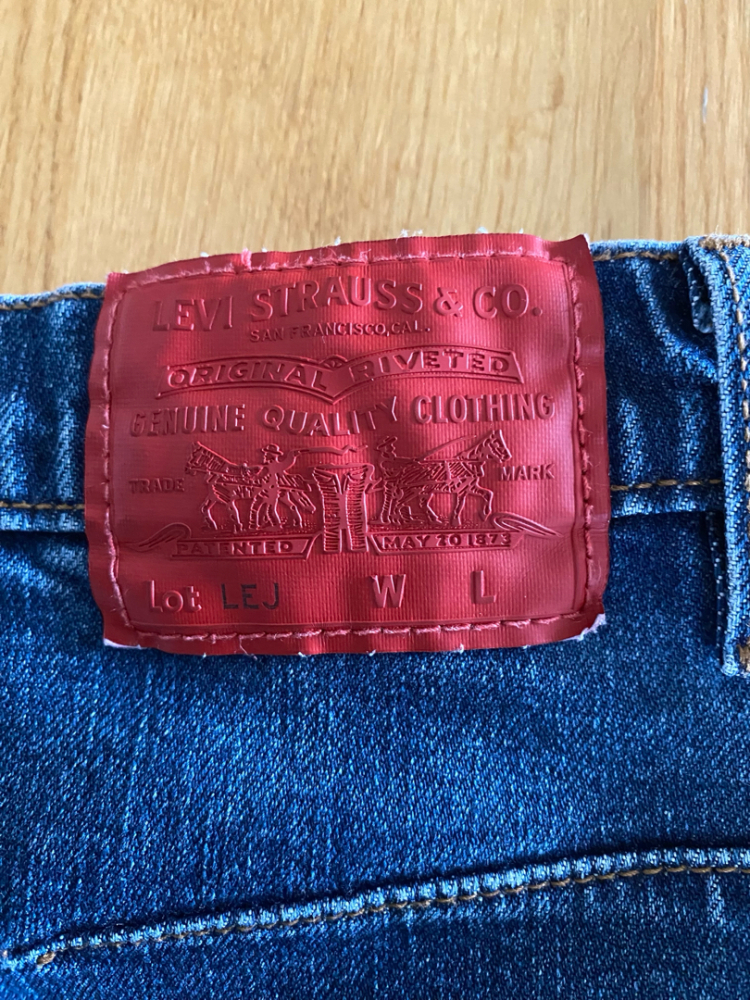 LEVI STRAUSS & CO.
SAN FRANCISCO, CAL.
ORIGINAL RIVETED
GENUINE QUALITY CLOTHING
TRADE MARK
PATENTED MAY 20 1873
Lot LEJ W L